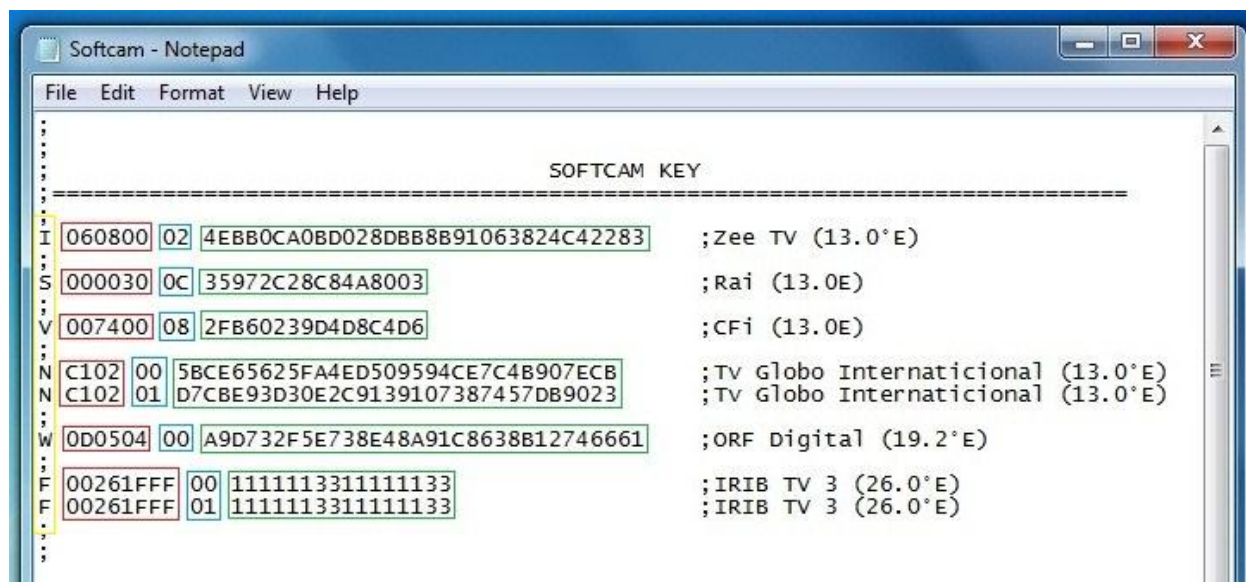 Softcam - Notepad
File Edit Format View Help
;
;
; SOFTCAM KEY
;==============================================================================
;
I 060800 02 4EBB0CA0BD028DBB8B91063824C42283 ;Zee TV (13.0°E)
;
S 000030 0C 35972C28C84A8003 ;Rai (13.0E)
;
V 007400 08 2FB60239D4D8C4D6 ;CFi (13.0E)
;
N C102 00 5BCE65625FA4ED509594CE7C4B907ECB ;Tv Globo Internaticional (13.0°E)
N C102 01 D7CBE93D30E2C9139107387457DB9023 ;Tv Globo Internaticional (13.0°E)
;
W 0D0504 00 A9D732F5E738E48A91C8638B12746661 ;ORF Digital (19.2°E)
;
F 00261FFF 00 1111113311111133 ;IRIB TV 3 (26.0°E)
F 00261FFF 01 1111113311111133 ;IRIB TV 3 (26.0°E)
;
;